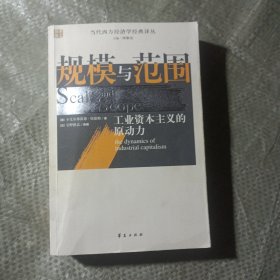 当代西方经济学经典译丛
规模与范围
Scale and
Scope
工业资本主义的
原动力
the dynamics of
industrial capitalism
华夏出版社